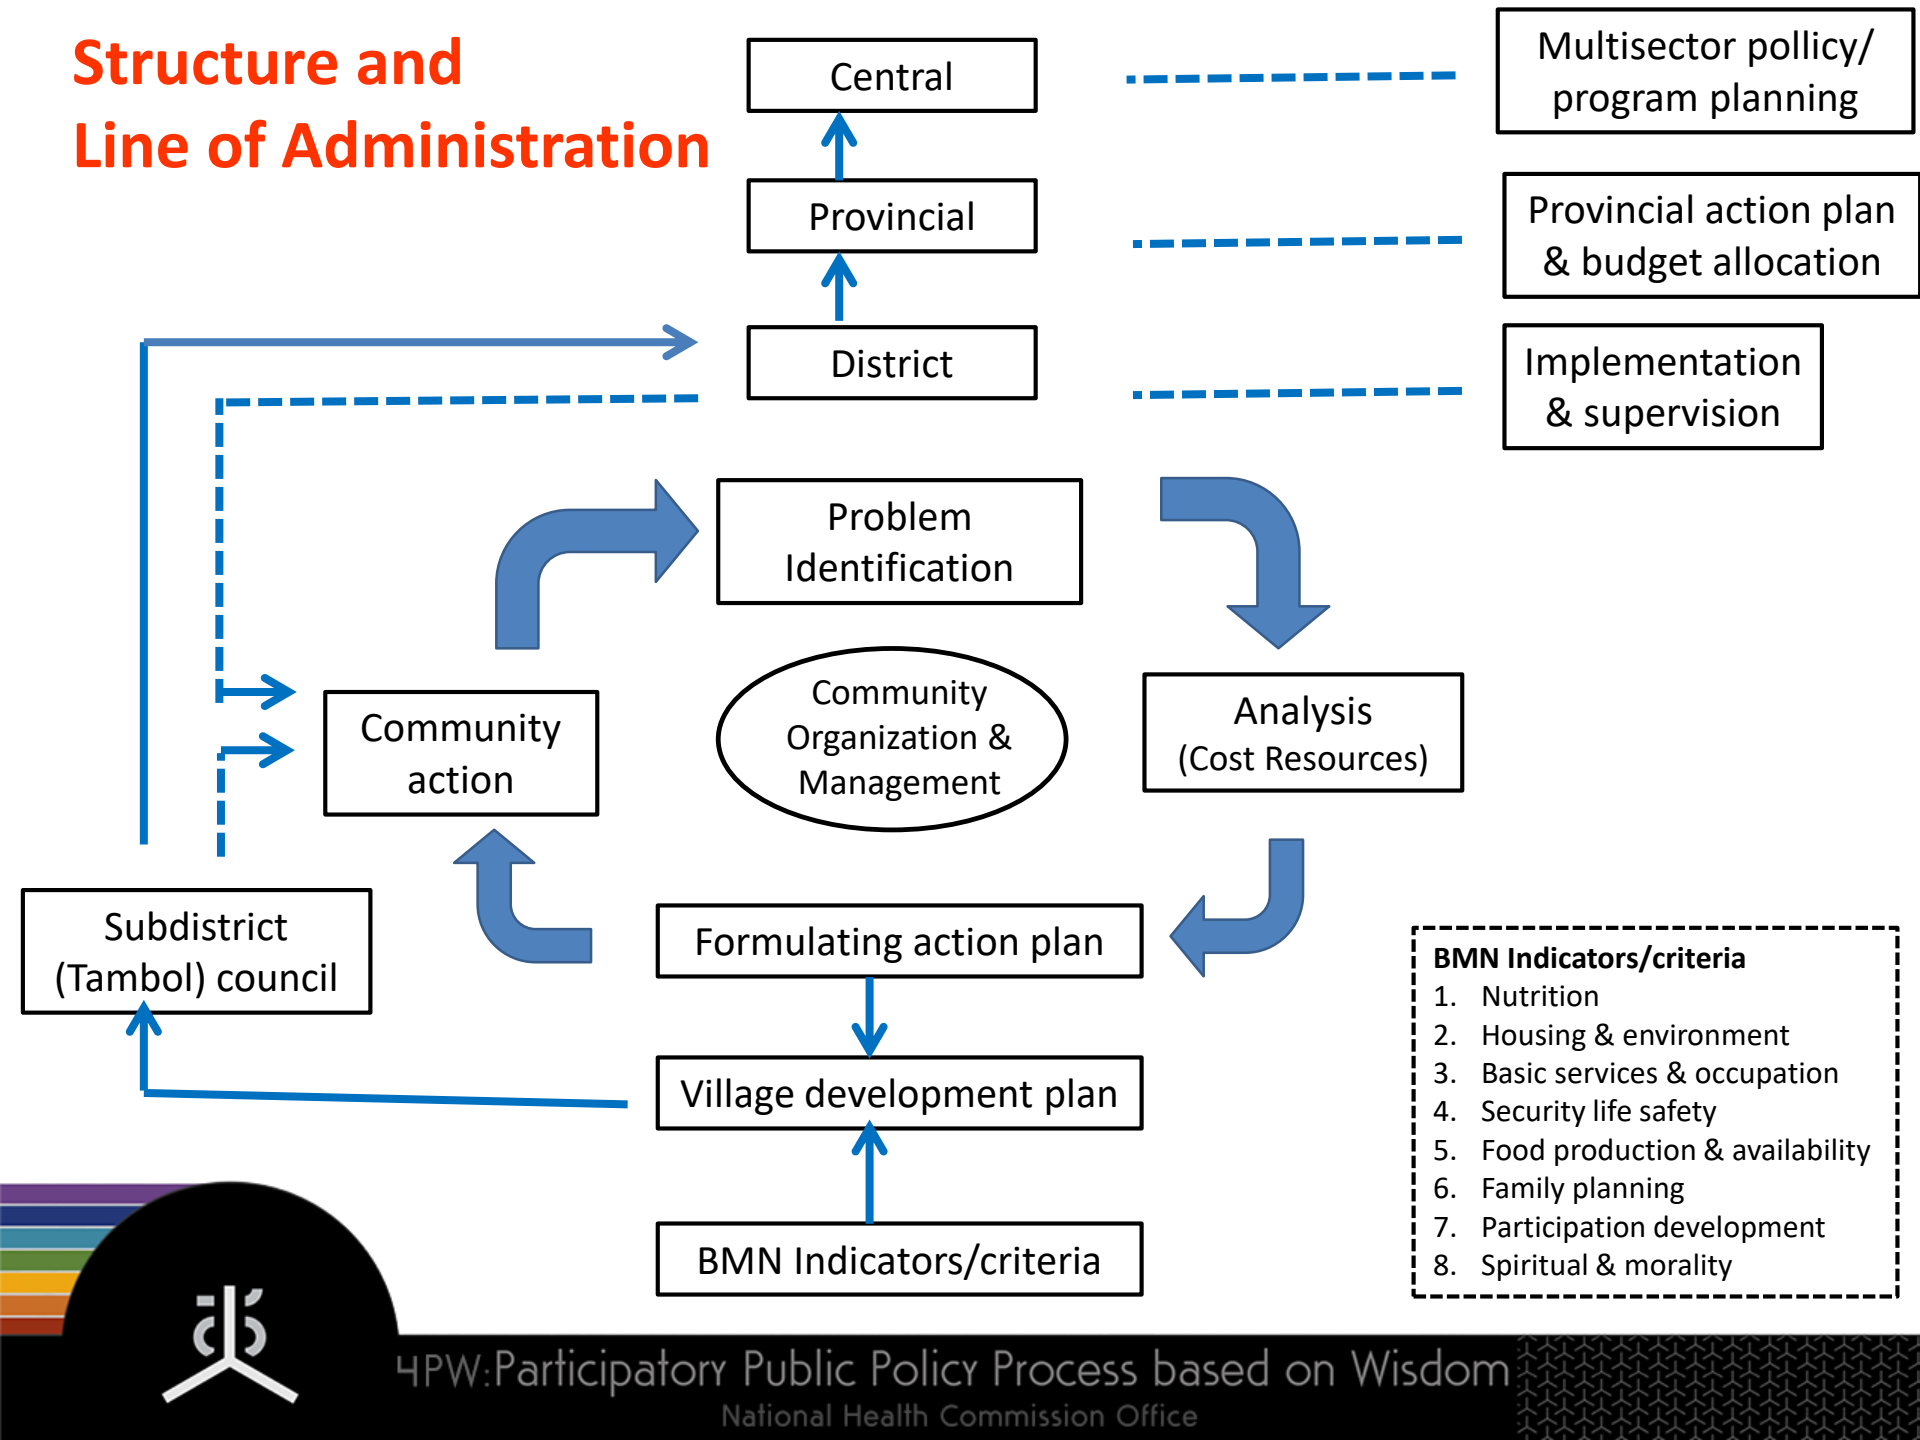 Structure and
Line of Administration
Central
Multisector pollicy/
program planning
Provincial
Provincial action plan
& budget allocation
District
Implementation
& supervision
Problem
Identification
Community
Organization &
Management
Analysis
(Cost Resources)
Community
action
Subdistrict
(Tambol) council
Formulating action plan
Village development plan
BMN Indicators/criteria
BMN Indicators/criteria
1. Nutrition
2. Housing & environment
3. Basic services & occupation
4. Security life safety
5. Food production & availability
6. Family planning
7. Participation development
8. Spiritual & morality
4PW:Participatory Public Policy Process based on Wisdom
National Health Commission Office